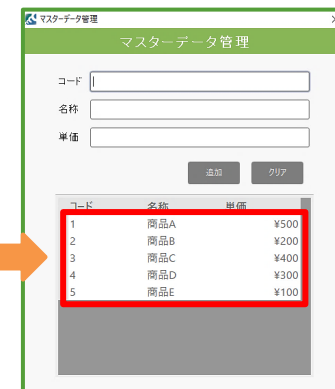 マスターデータ管理
マスターデータ管理
コード
名称
単価
追加 クリア
コード 名称 単価
1 商品A ¥500
2 商品B ¥200
3 商品C ¥400
4 商品D ¥300
5 商品E ¥100